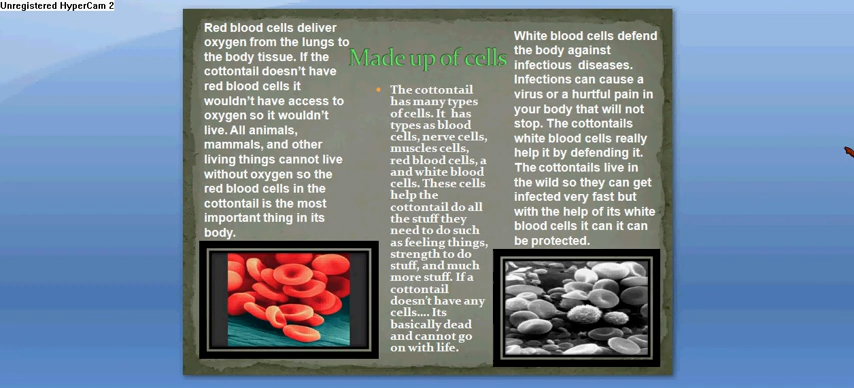 Unregistered HyperCam 2
Red blood cells deliver
oxygen from the lungs to
the body tissue. If the
cottontail doesn't have
red blood cells it
wouldn't have access to
oxygen so it wouldn't
live. All animals,
mammals, and other
living things cannot live
without oxygen so the
red blood cells in the
cottontail is the most
important thing in its
body.
Made up of cells
• The cottontail
has many types
of cells. It has
types as blood
cells, nerve cells,
muscles cells,
red blood cells, a
and white blood
cells. These cells
help the
cottontail do all
the stuff they
need to do such
as feeling things,
strength to do
stuff, and much
more stuff. If a
cottontail
doesn't have any
cells.... Its
basically dead
and cannot go
on with life.
White blood cells defend
the body against
infectious diseases.
Infections can cause a
virus or a hurtful pain in
your body that will not
stop. The cottontails
white blood cells really
help it by defending it.
The cottontails live in
the wild so they can get
infected very fast but
with the help of its white
blood cells it can it can
be protected.